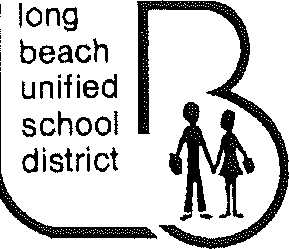 long
beach
unified
school
district